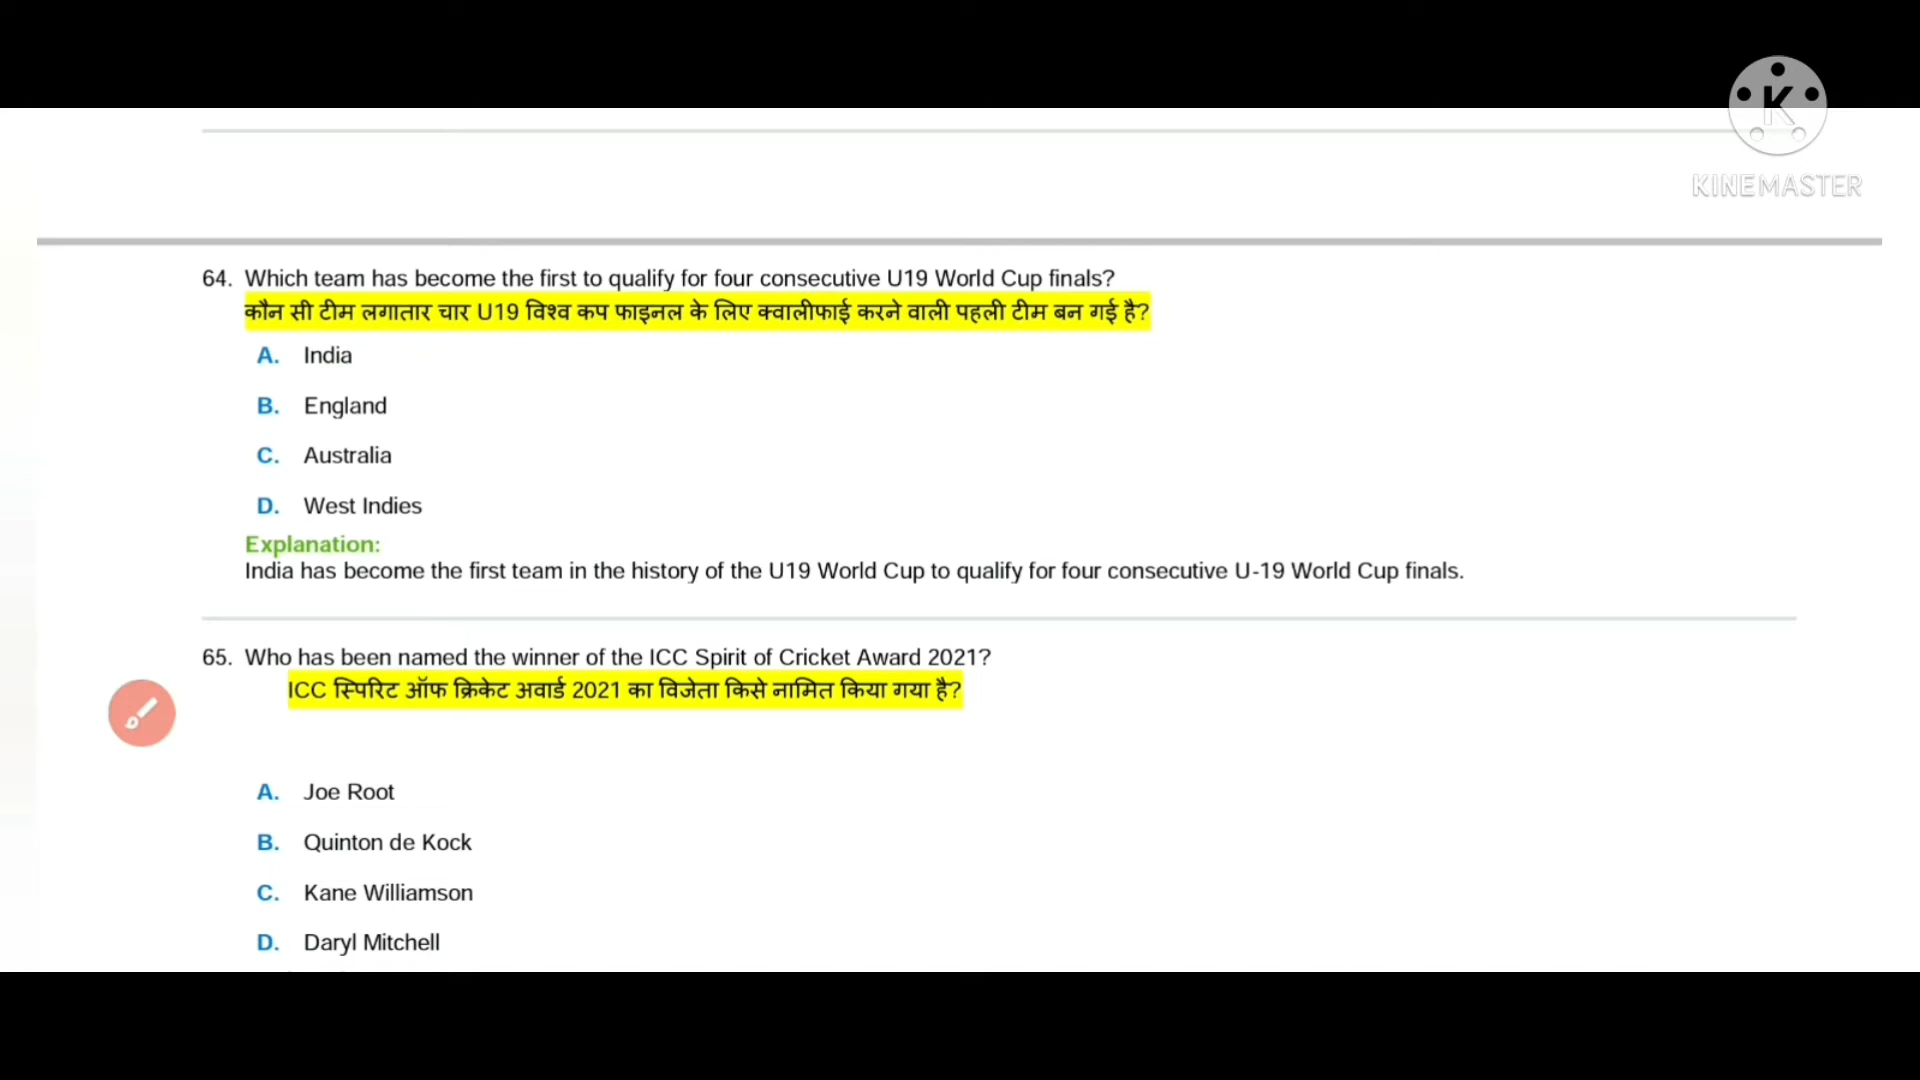 K
KINEMASTER
64. Which team has become the first to qualify for four consecutive U19 World Cup finals?
कौन सी टीम लगातार चार U19 विश्व कप फाइनल के लिए क्वालीफाई करने वाली पहली टीम बन गई है?
A. India
B. England
C. Australia
D. West Indies
Explanation:
India has become the first team in the history of the U19 World Cup to qualify for four consecutive U-19 World Cup finals.
65. Who has been named the winner of the ICC Spirit of Cricket Award 2021?
ICC स्पिरिट ऑफ क्रिकेट अवार्ड 2021 का विजेता किसे नामित किया गया है?
A. Joe Root
B. Quinton de Kock
C. Kane Williamson
D. Daryl Mitchell